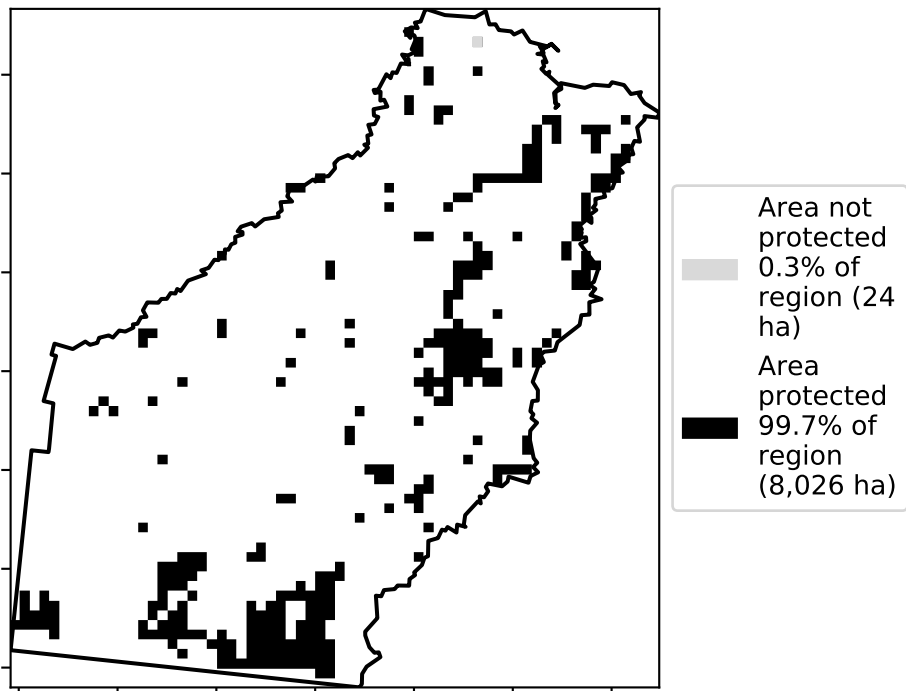 Area not
protected
0.3% of
region (24
ha)
Area
protected
99.7% of
region
(8,026 ha)